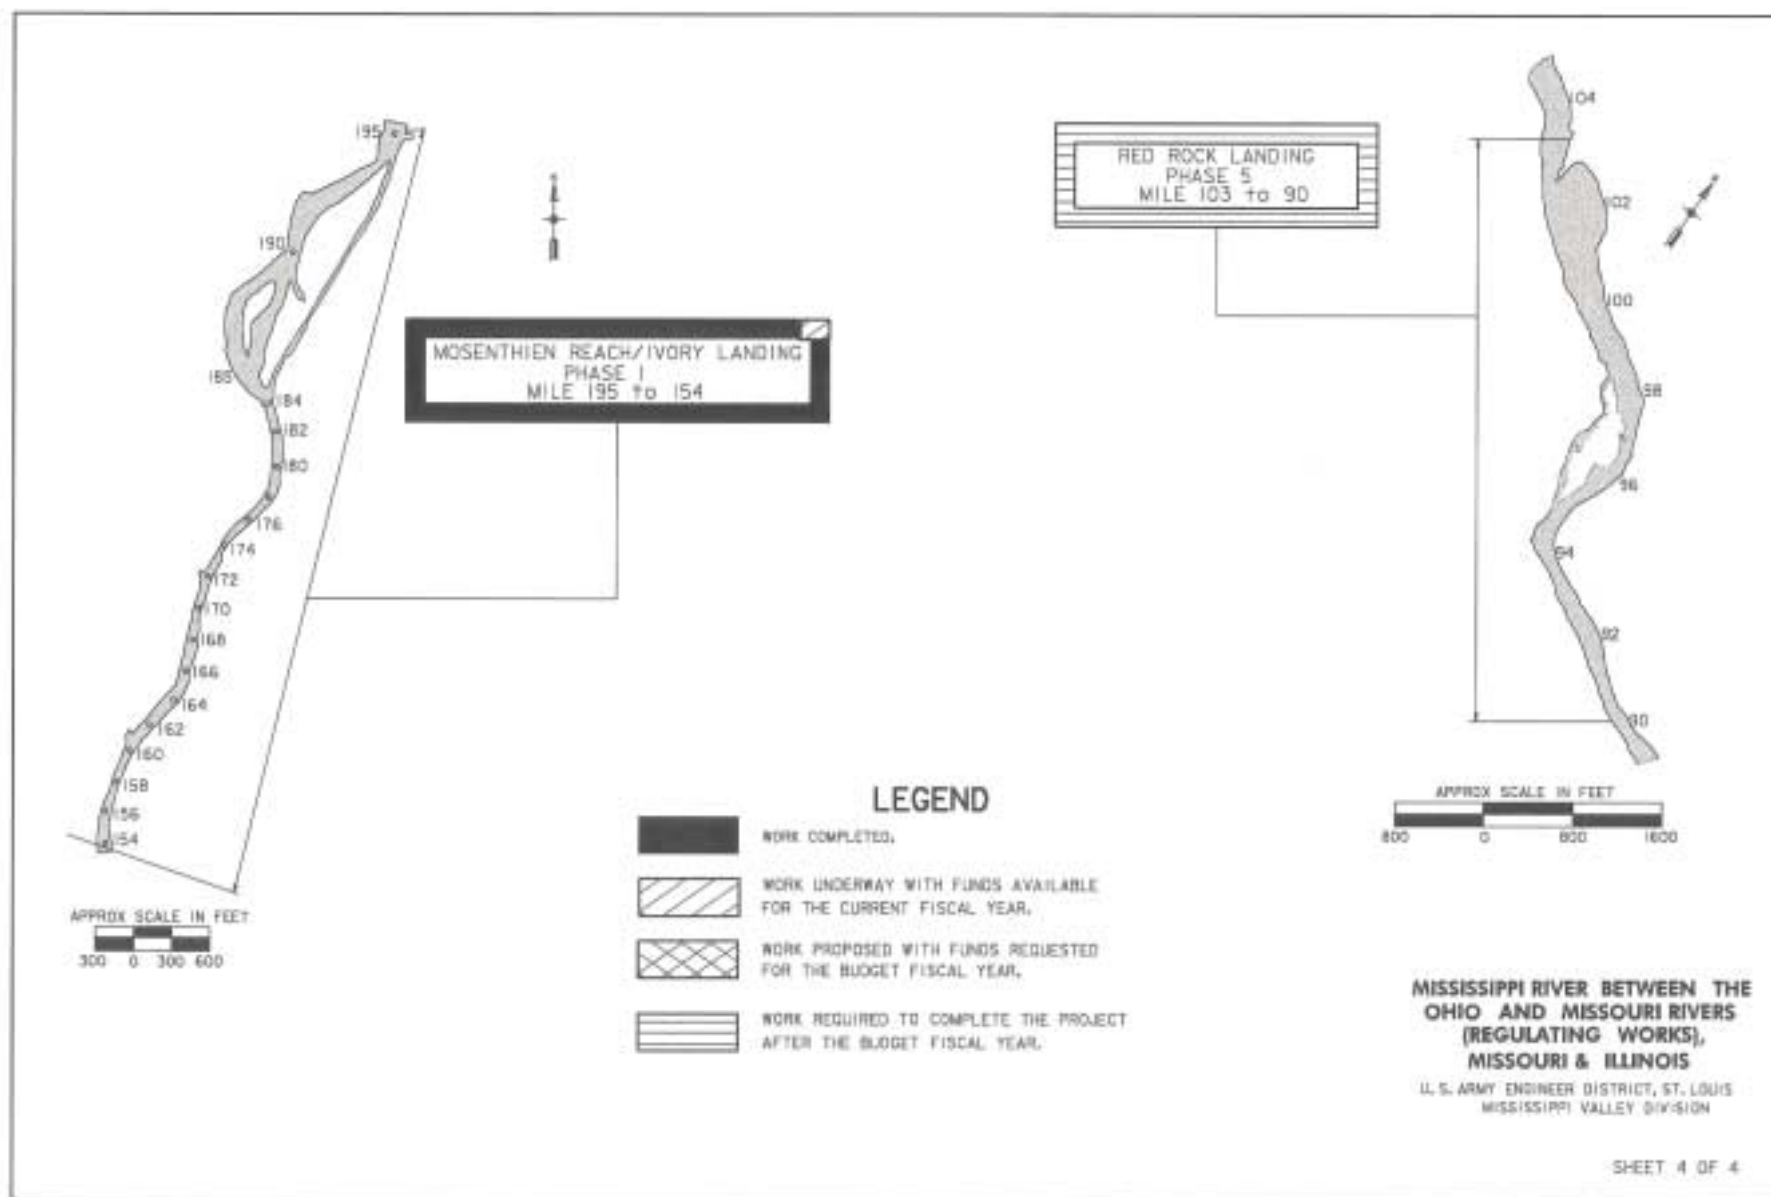 195
190
185
184
182
180
176
174
172
170
168
166
164
162
160
158
156
154
APPROX SCALE IN FEET
300 0 300 600
MOSENTHIEN REACH/IVORY LANDING
PHASE 1
MILE 195 to 154
RED ROCK LANDING
PHASE 5
MILE 103 to 90
104
102
100
98
96
94
92
90
APPROX SCALE IN FEET
800 0 800 1600
LEGEND
WORK COMPLETED.
WORK UNDERWAY WITH FUNDS AVAILABLE
FOR THE CURRENT FISCAL YEAR.
WORK PROPOSED WITH FUNDS REQUESTED
FOR THE BUDGET FISCAL YEAR.
WORK REQUIRED TO COMPLETE THE PROJECT
AFTER THE BUDGET FISCAL YEAR.
MISSISSIPPI RIVER BETWEEN THE
OHIO AND MISSOURI RIVERS
(REGULATING WORKS),
MISSOURI & ILLINOIS
U. S. ARMY ENGINEER DISTRICT, ST. LOUIS
MISSISSIPPI VALLEY DIVISION
SHEET 4 OF 4